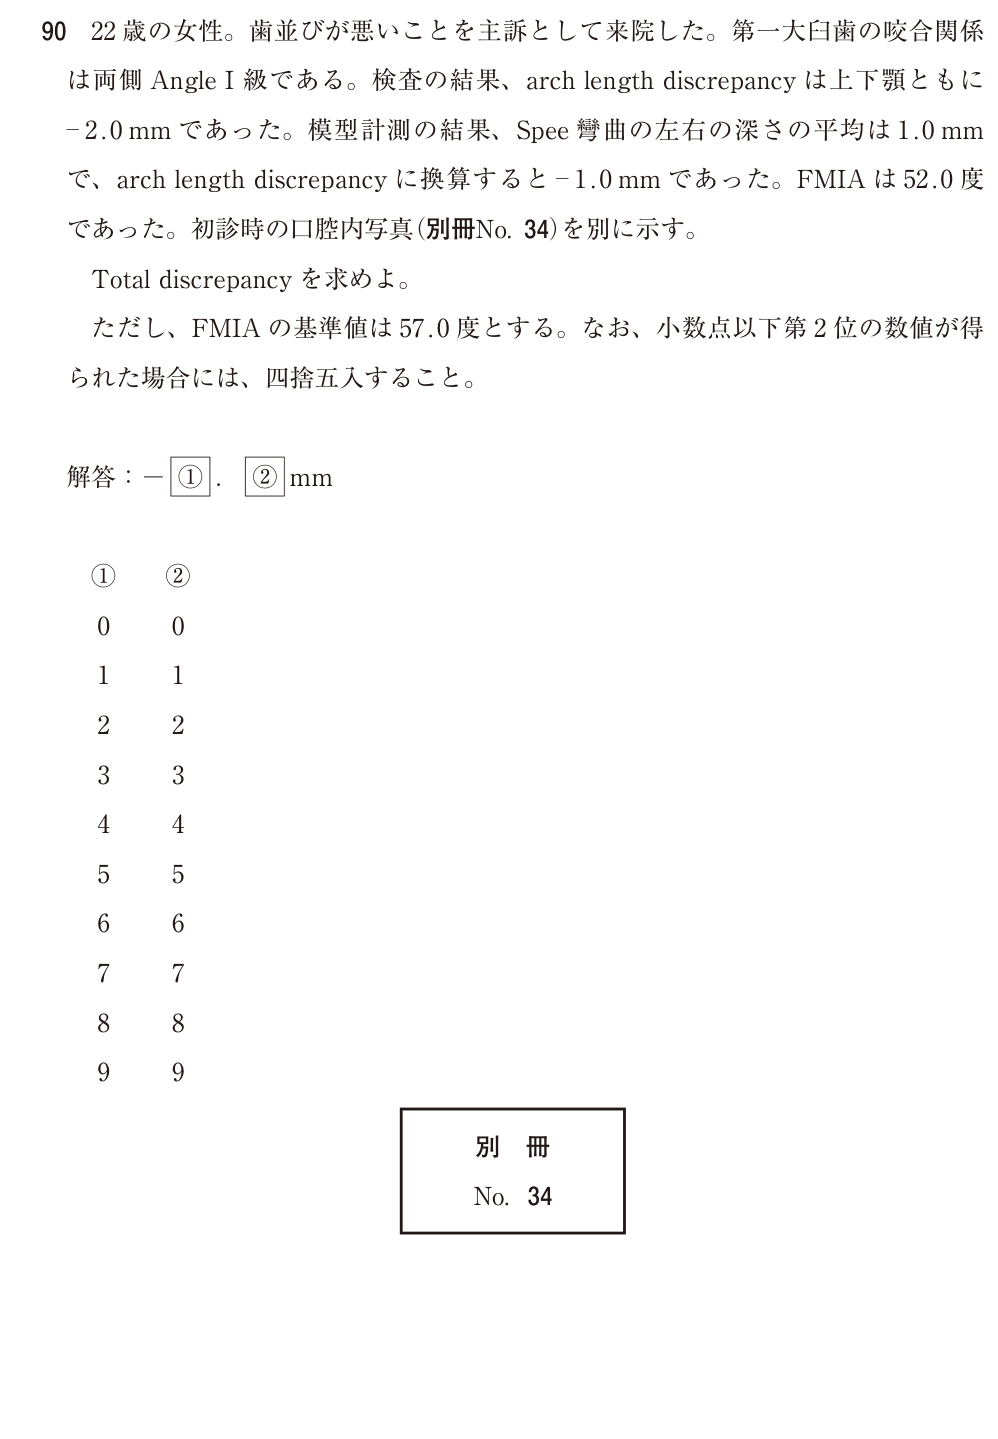 90 22歳の女性。歯並びが悪いことを主訴として来院した。第一大臼歯の咬合関係
は両側 Angle I 級である。検査の結果、arch length discrepancy は上下顎ともに
−2.0 mm であった。模型計測の結果、Spee 彎曲の左右の深さの平均は 1.0 mm
で、arch length discrepancy に換算すると −1.0 mm であった。FMIA は 52.0 度
であった。初診時の口腔内写真(別冊No. 34)を別に示す。
Total discrepancy を求めよ。
ただし、FMIA の基準値は 57.0 度とする。なお、小数点以下第 2 位の数値が得
られた場合には、四捨五入すること。
解答：− ① . ② mm
① ②
0 0
1 1
2 2
3 3
4 4
5 5
6 6
7 7
8 8
9 9
別 冊
No. 34